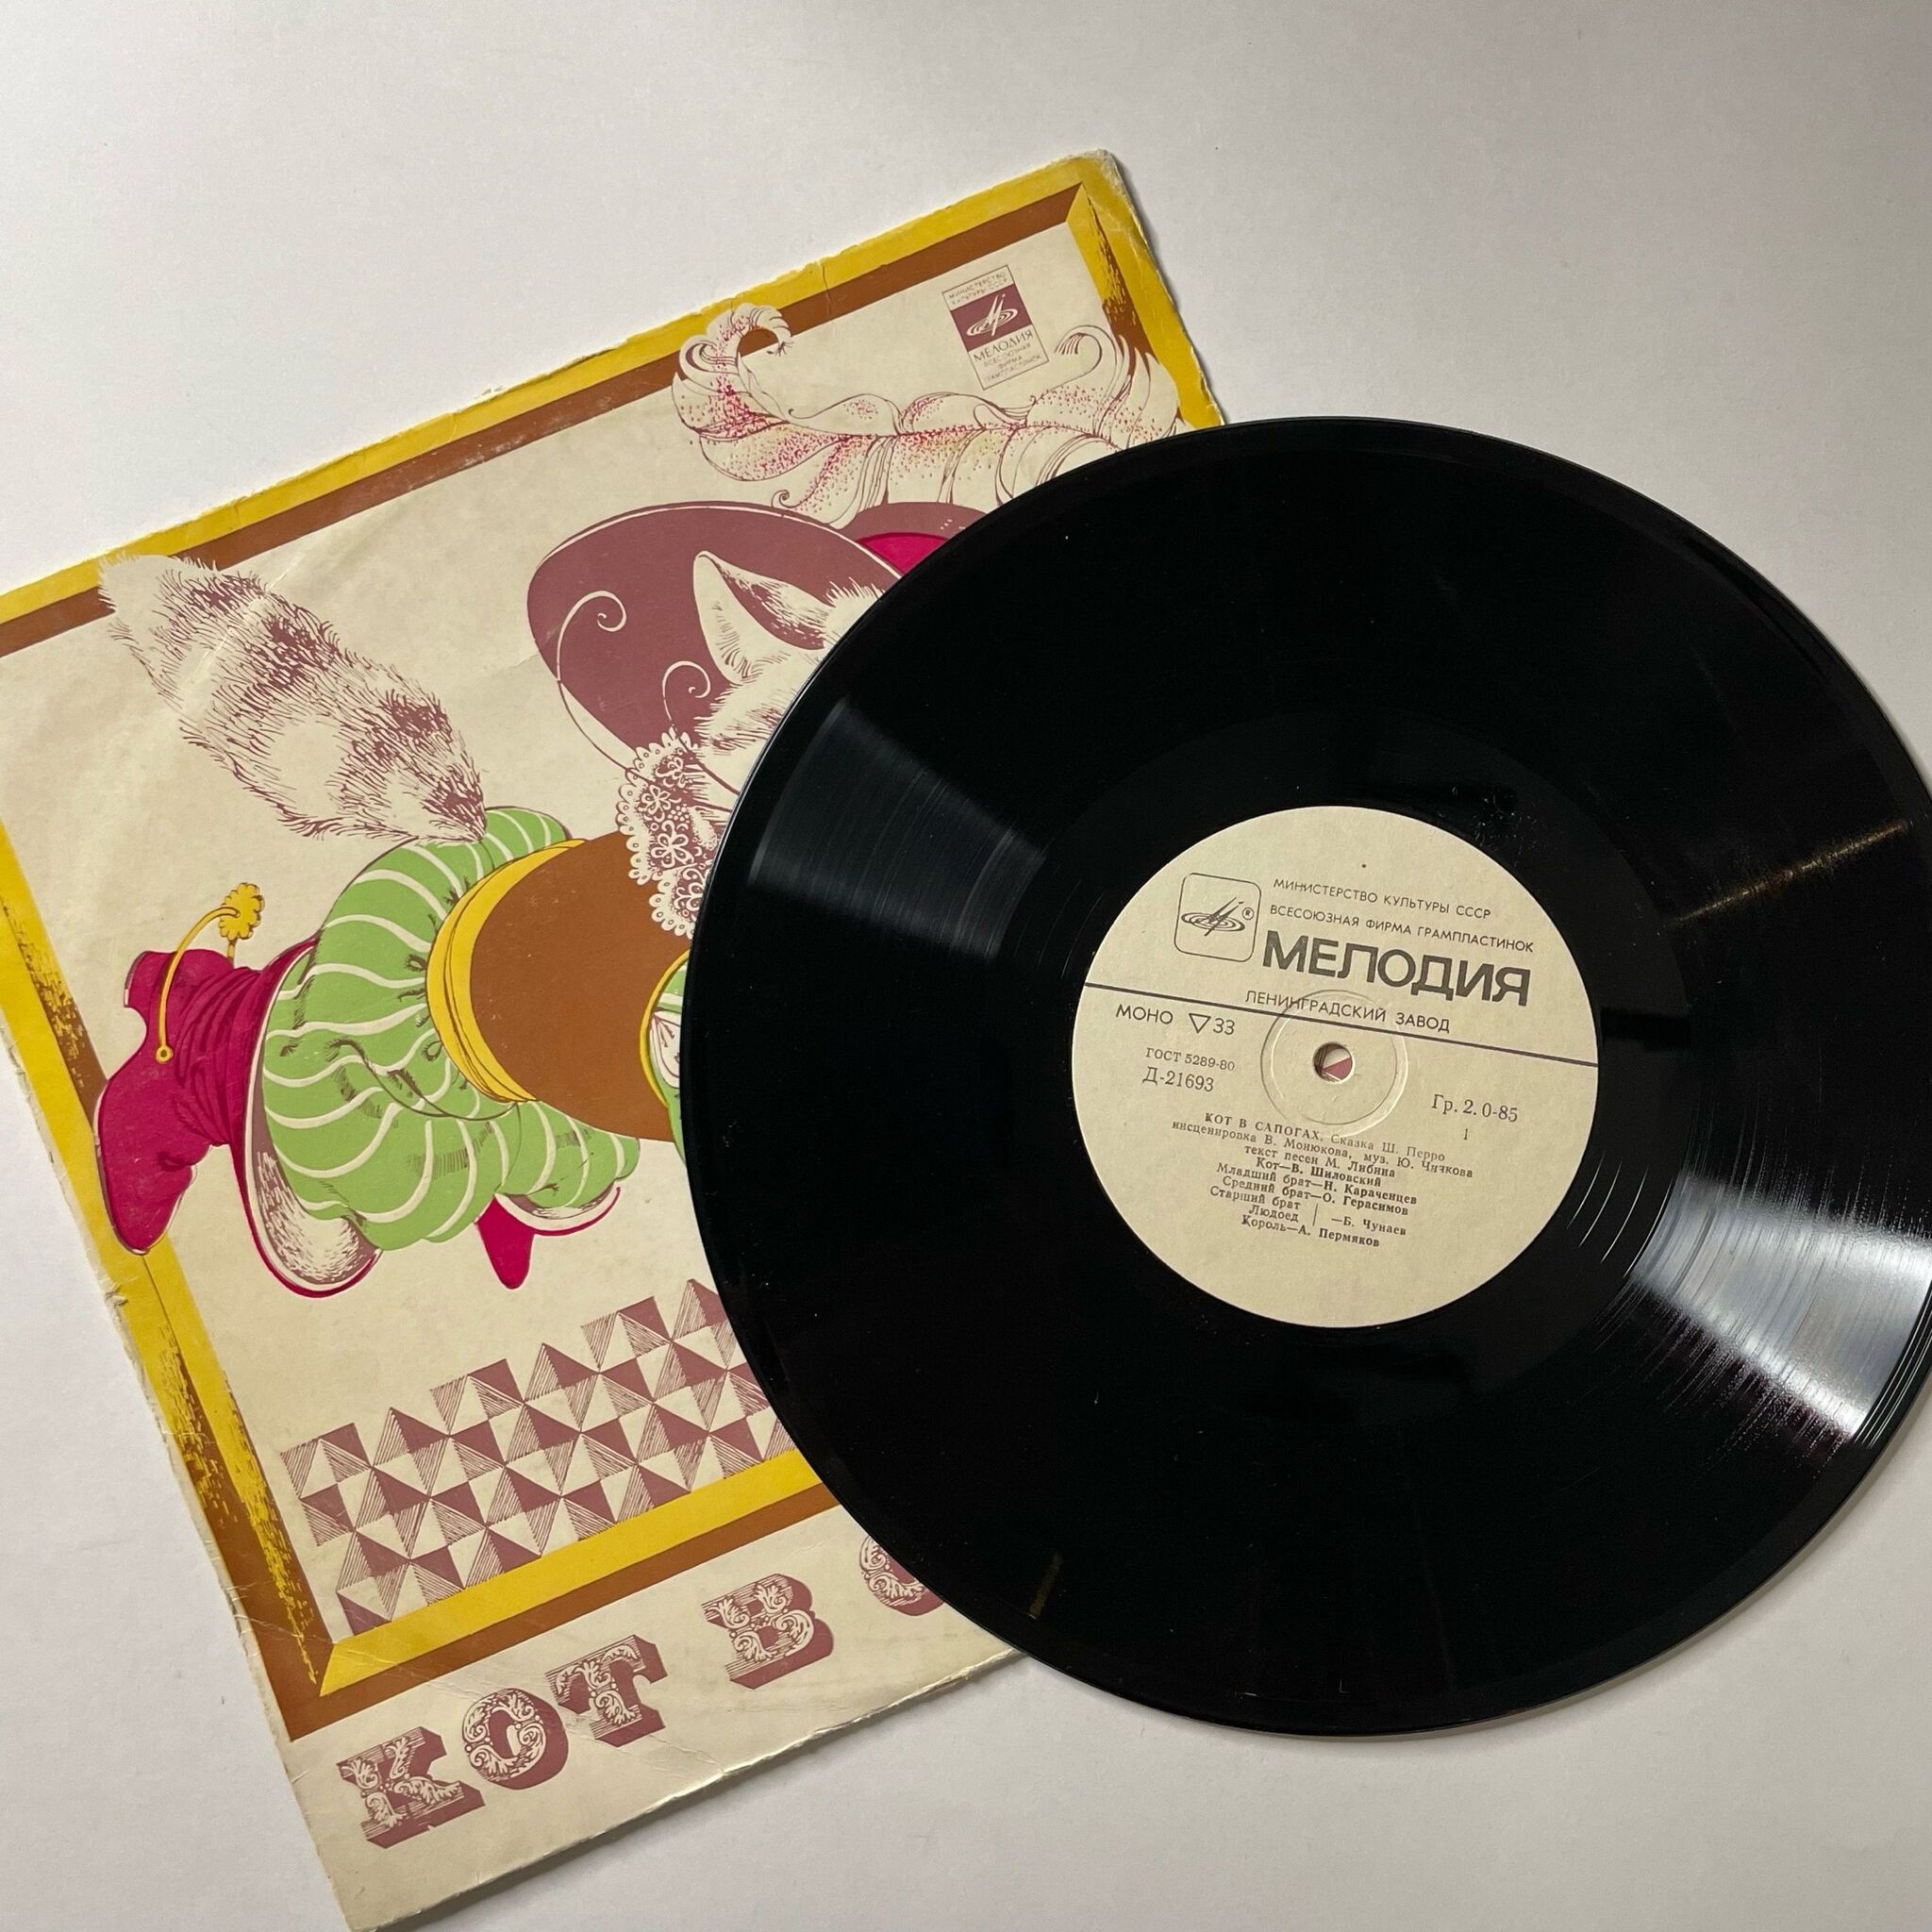 МИНИСТЕРСТВО
КУЛЬТУРЫ СССР
МЕЛОДИЯ
ВСЕСОЮЗНАЯ
ФИРМА
ГРАМПЛАСТИНОК
КОТ В С
МИНИСТЕРСТВО КУЛЬТУРЫ СССР
ВСЕСОЮЗНАЯ ФИРМА ГРАМПЛАСТИНОК
®
МЕЛОДИЯ
ЛЕНИНГРАДСКИЙ ЗАВОД
МОНО 33
ГОСТ 5289-80
Д-21693
Гр. 2. 0-85
1
КОТ В САПОГАХ. Сказка Ш. Перро
инсценировка В. Монюкова, муз. Ю. Чичкова
текст песен М. Либина
Кот—В. Шиловский
Младший брат—Н. Караченцев
Средний брат—О. Герасимов
Старший брат
Людоед —Б. Чунаев
Король—А. Пермяков